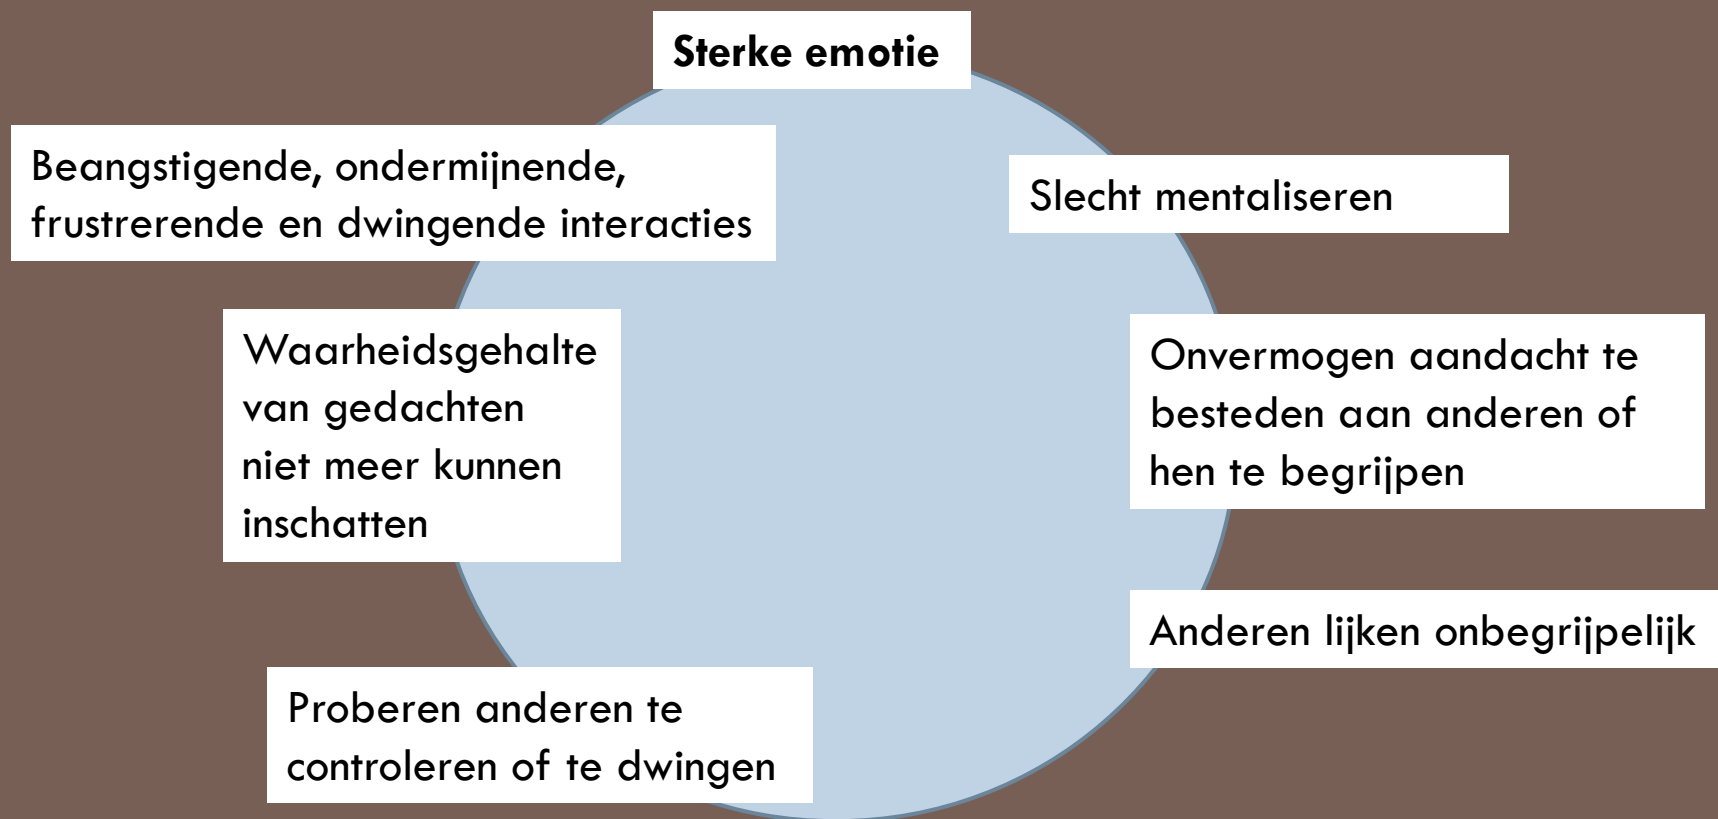 Sterke emotie
Beangstigende, ondermijnende,
frustrerende en dwingende interacties
Slecht mentaliseren
Waarheidsgehalte
van gedachten
niet meer kunnen
inschatten
Onvermogen aandacht te
besteden aan anderen of
hen te begrijpen
Anderen lijken onbegrijpelijk
Proberen anderen te
controleren of te dwingen